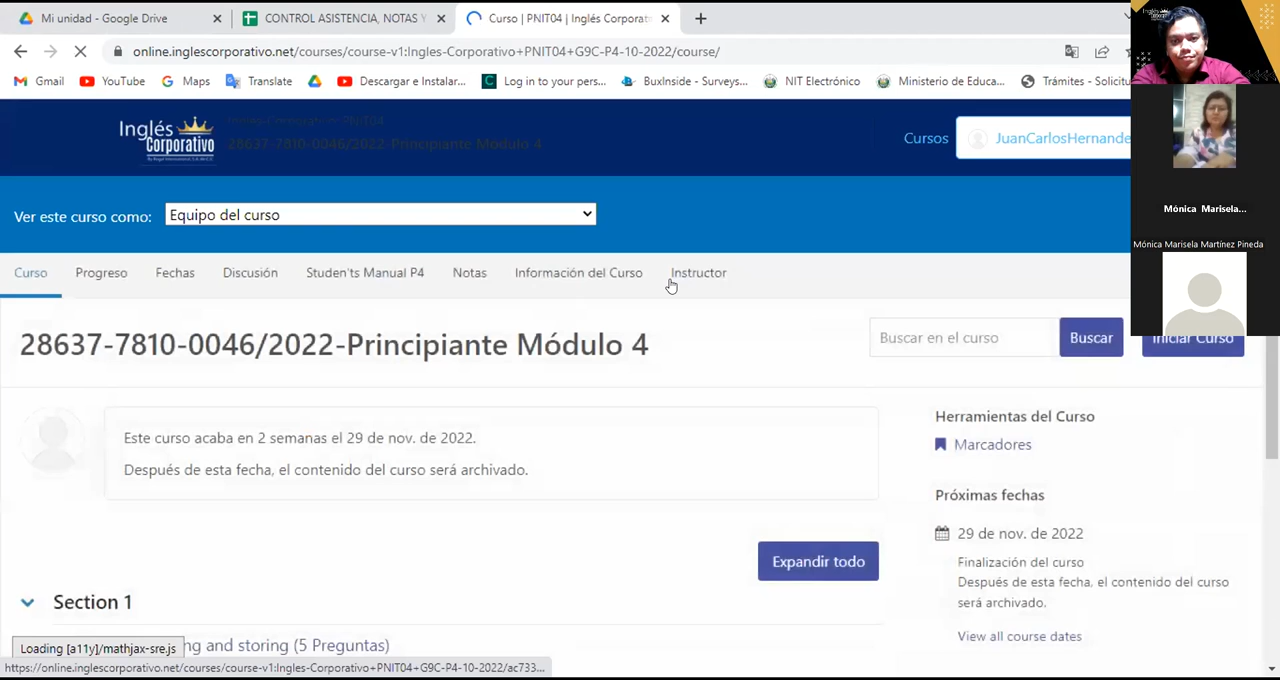 Mi unidad - Google Drive
CONTROL ASISTENCIA, NOTAS Y
Curso | PNIT04 | Inglés Corporat
online.inglescorporativo.net/courses/course-v1:Ingles-Corporativo+PNIT04+G9C-P4-10-2022/course/
Gmail
YouTube
Maps
Translate
Descargar e Instalar...
Log in to your pers...
BuxInside - Surveys...
NIT Electrónico
Ministerio de Educa...
Trámites - Solicitu
Inglés
Corporativo
28637-7810-0046/2022-Principiante Módulo 4
Cursos
JuanCarlosHernande
Ver este curso como:
Equipo del curso
Mónica Marisela...
Mónica Marisela Martínez Pineda
Curso
Progreso
Fechas
Discusión
Studen'ts Manual P4
Notas
Información del Curso
Instructor
28637-7810-0046/2022-Principiante Módulo 4
Buscar en el curso
Buscar
Iniciar Curso
Este curso acaba en 2 semanas el 29 de nov. de 2022.
Después de esta fecha, el contenido del curso será archivado.
Herramientas del Curso
Marcadores
Próximas fechas
29 de nov. de 2022
Finalización del curso
Después de esta fecha, el contenido del curso
será archivado.
View all course dates
Expandir todo
Section 1
ng and storing (5 Preguntas)
Loading [a11y]/mathjax-sre.js
https://online.inglescorporativo.net/courses/course-v1:Ingles-Corporativo+PNIT04+G9C-P4-10-2022/ac733...